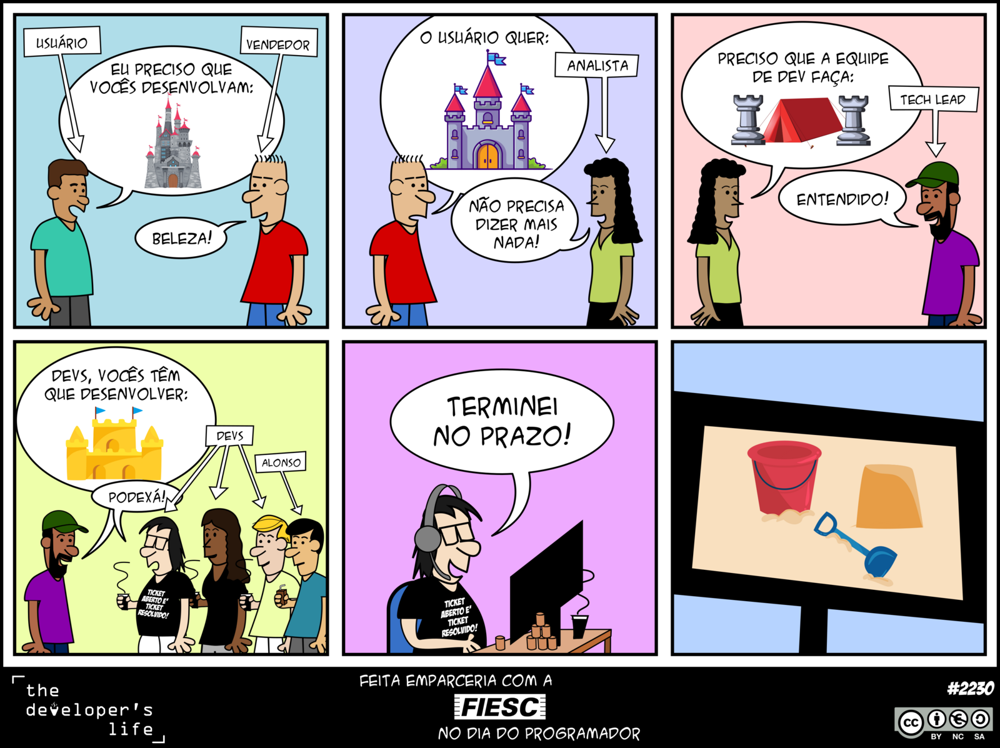 USUÁRIO
VENDEDOR
EU PRECISO QUE
VOCÊS DESENVOLVAM:
BELEZA!
O USUÁRIO QUER:
ANALISTA
NÃO PRECISA
DIZER MAIS
NADA!
PRECISO QUE A EQUIPE
DE DEV FAÇA:
TECH LEAD
ENTENDIDO!
DEVS, VOCÊS TÊM
QUE DESENVOLVER:
DEVS
ALONSO
PODEXÁ!
TICKET
ABERTO E'
TICKET
RESOLVIDO!
TERMINEI
NO PRAZO!
TICKET
ABERTO E'
TICKET
RESOLVIDO!
the
developer's
life
FEITA EMPARCERIA COM A
FIESC
NO DIA DO PROGRAMADOR
#2230
cc
BY NC SA